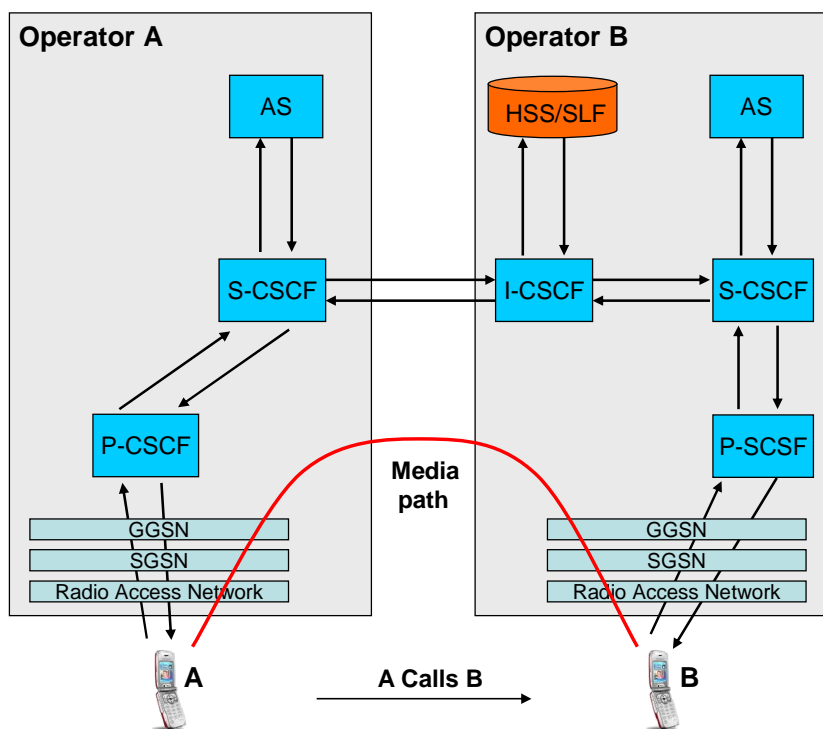 Operator A
Operator B
AS
HSS/SLF
AS
S-CSCF
I-CSCF
S-CSCF
P-CSCF
P-SCSF
Media
path
GGSN
GGSN
SGSN
SGSN
Radio Access Network
Radio Access Network
A
B
A Calls B